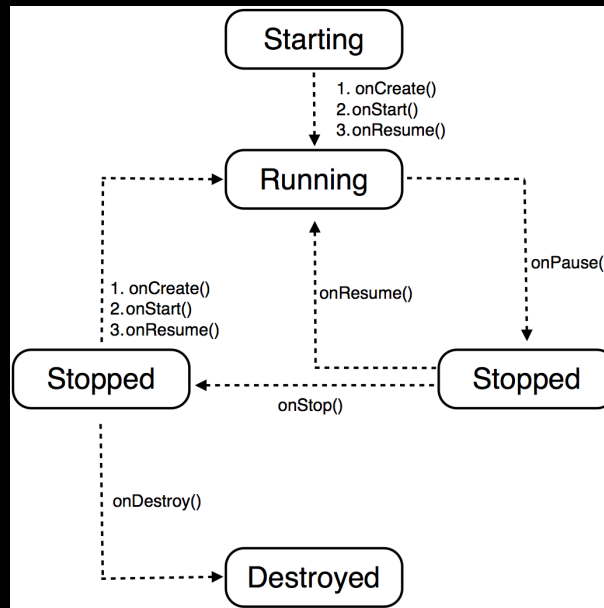 Starting
1. onCreate()
2. onStart()
3. onResume()
Running
onPause(
1. onCreate()
2. onStart()
3. onResume()
onResume()
Stopped
Stopped
onStop()
onDestroy()
Destroyed